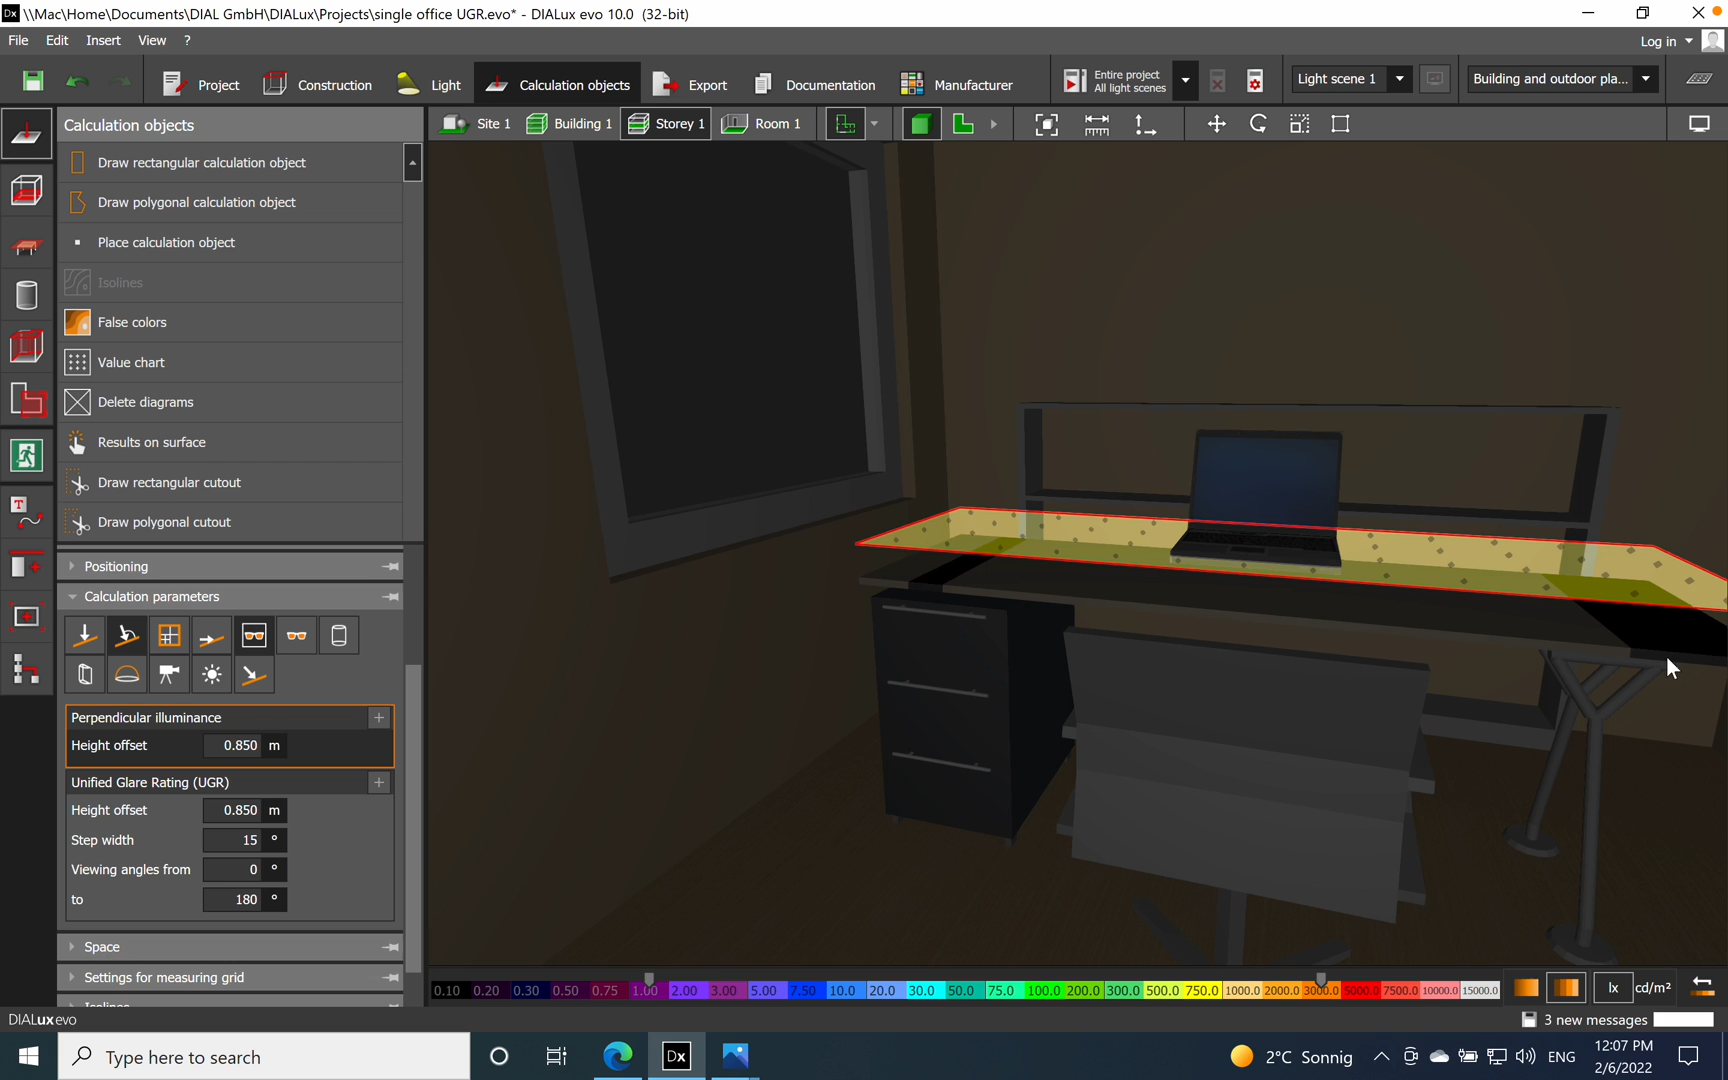 Dx \\Mac\Home\Documents\DIAL GmbH\DIALux\Projects\single office UGR.evo* - DIALux evo 10.0 (32-bit)
File Edit Insert View ? Log in
Project Construction Light Calculation objects Export Documentation Manufacturer Entire project All light scenes Light scene 1 Building and outdoor pla...
Calculation objects Site 1 Building 1 Storey 1 Room 1
Draw rectangular calculation object
Draw polygonal calculation object
Place calculation object
Isolines
False colors
Value chart
Delete diagrams
Results on surface
Draw rectangular cutout
Draw polygonal cutout
Positioning
Calculation parameters
Perpendicular illuminance +
Height offset 0.850 m
Unified Glare Rating (UGR) +
Height offset 0.850 m
Step width 15 °
Viewing angles from 0 °
to 180 °
Space
Settings for measuring grid
Isolines
0.10 0.20 0.30 0.50 0.75 1.00 2.00 3.00 5.00 7.50 10.0 20.0 30.0 50.0 75.0 100.0 200.0 300.0 500.0 750.0 1000.0 2000.0 3000.0 5000.0 7500.0 10000.0 15000.0 lx cd/m²
DIALux evo 3 new messages
Type here to search Dx 2°C Sonnig ENG 12:07 PM
2/6/2022